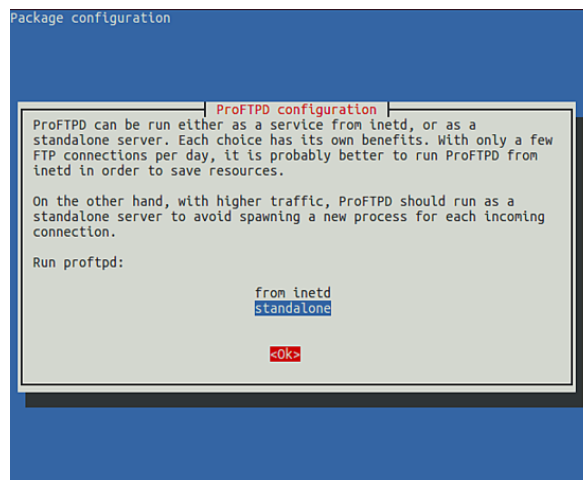 Package configuration
ProFTPD configuration
ProFTPD can be run either as a service from inetd, or as a
standalone server. Each choice has its own benefits. With only a few
FTP connections per day, it is probably better to run ProFTPD from
inetd in order to save resources.
On the other hand, with higher traffic, ProFTPD should run as a
standalone server to avoid spawning a new process for each incoming
connection.
Run proftpd:
from inetd
standalone
<Ok>